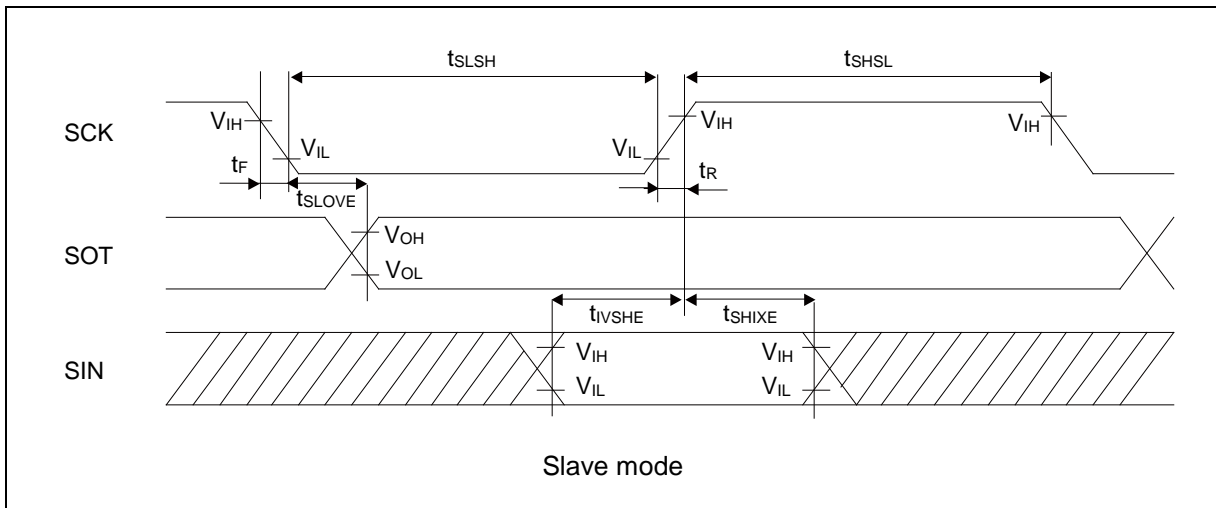 tSLSH
tSHSL
SCK
VIH
VIL
VIL
VIH
VIH
tF
tR
tSLOVE
SOT
VOH
VOL
tIVSHE
tSHIXE
SIN
VIH
VIL
VIH
VIL
Slave mode